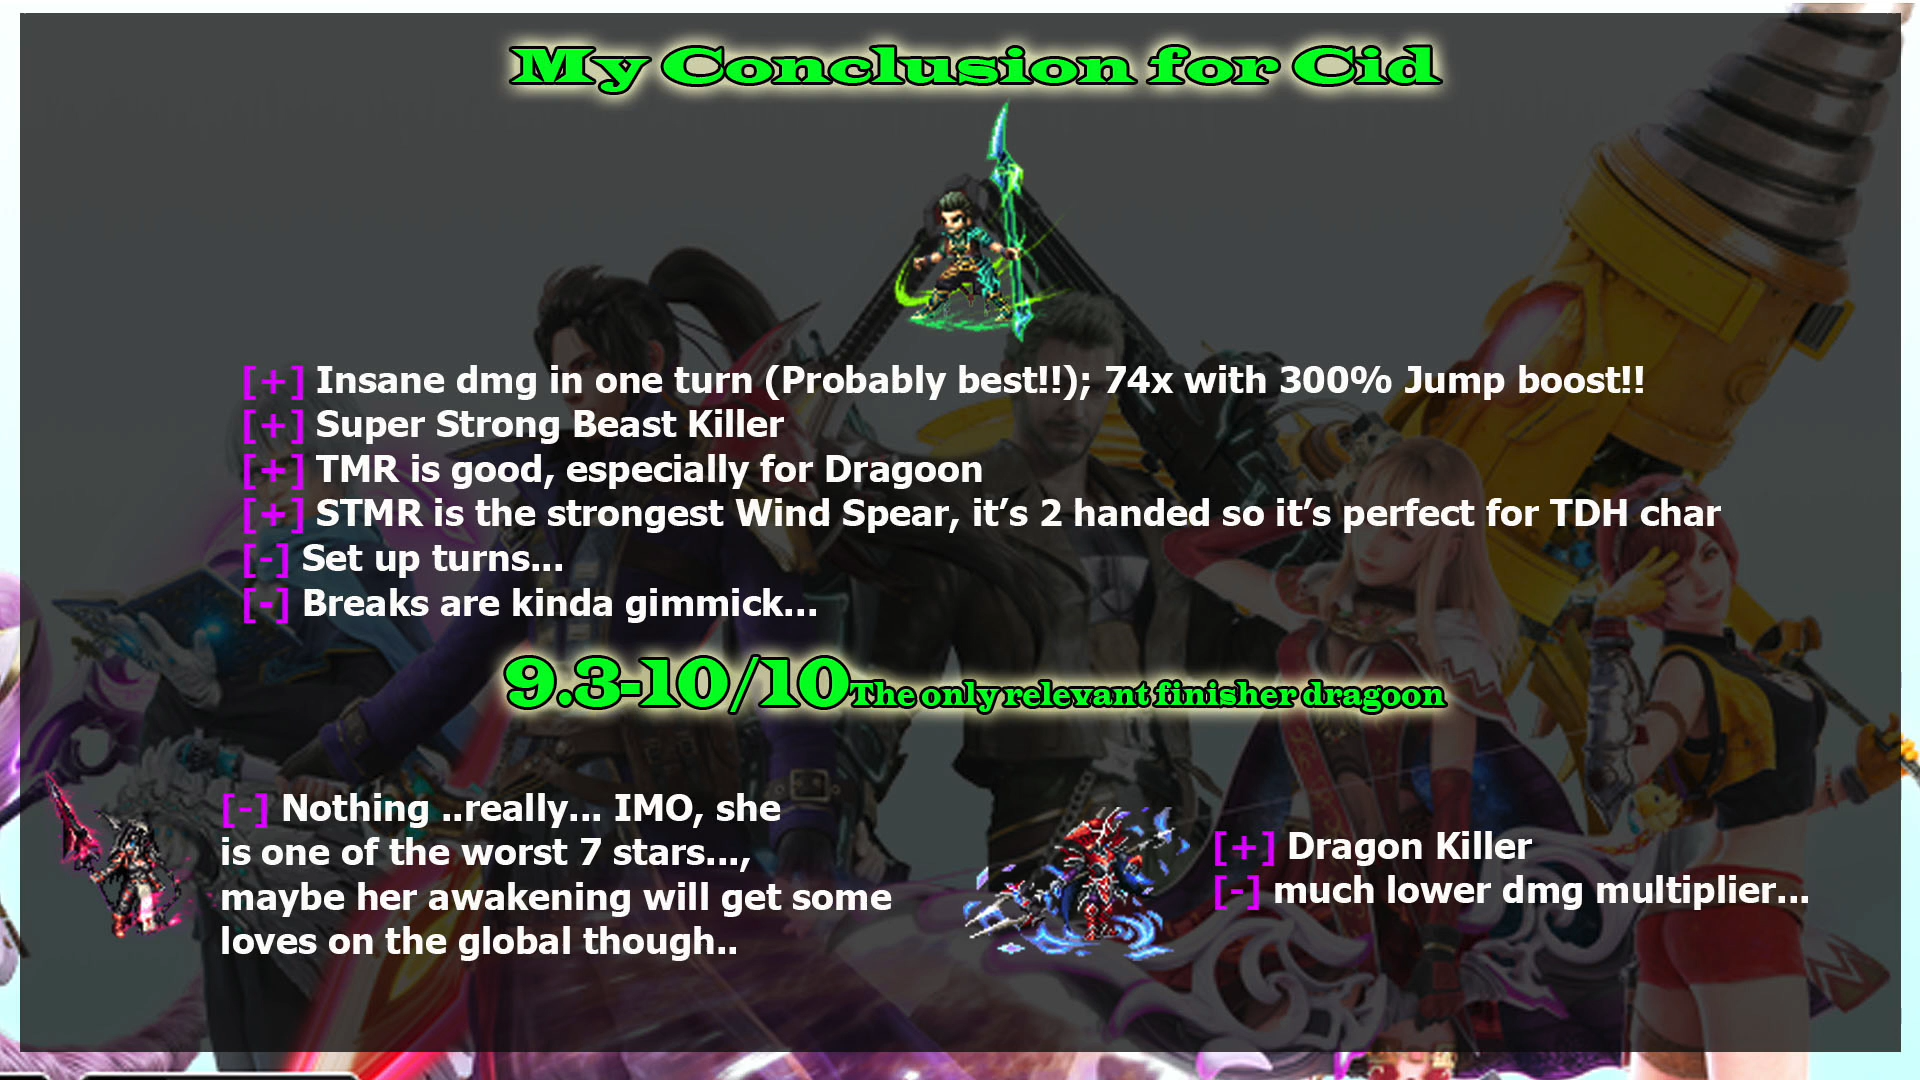 My Conclusion for Cid
[+] Insane dmg in one turn (Probably best!!); 74x with 300% Jump boost!!
[+] Super Strong Beast Killer
[+] TMR is good, especially for Dragoon
[+] STMR is the strongest Wind Spear, it’s 2 handed so it’s perfect for TDH char
[-] Set up turns...
[-] Breaks are kinda gimmick...
9.3-10/10 The only relevant finisher dragoon
[-] Nothing ..really... IMO, she
is one of the worst 7 stars...,
maybe her awakening will get some
loves on the global though..
[+] Dragon Killer
[-] much lower dmg multiplier...